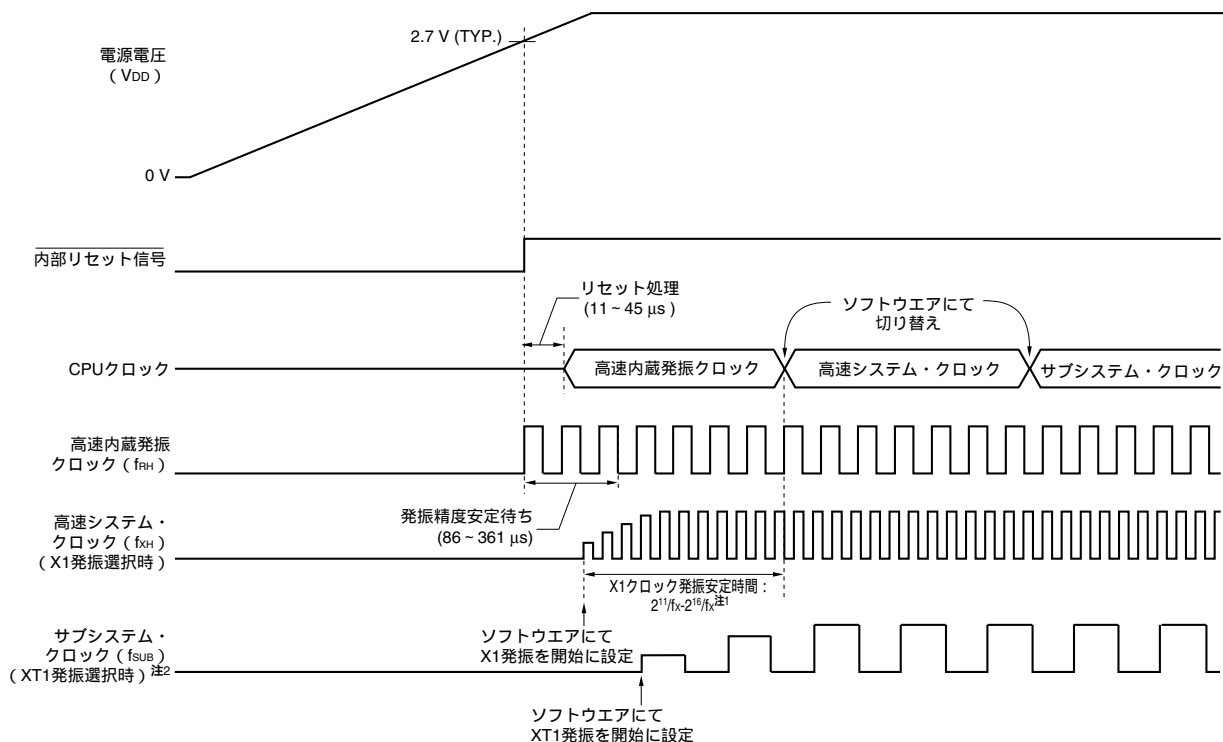 2.7 V (TYP.)
電源電圧
(VDD)
0 V
内部リセット信号
リセット処理
(11~45 μs)
ソフトウエアにて
切り替え
CPUクロック
高速内蔵発振クロック
高速システム・クロック
サブシステム・クロック
高速内蔵発振
クロック(fRH)
発振精度安定待ち
(86~361 μs)
高速システム・
クロック(fXH)
(X1発振選択時)
X1クロック発振安定時間:
2¹¹/fX-2¹⁶/fX注1
ソフトウエアにて
X1発振を開始に設定
サブシステム・
クロック(fSUB)
(XT1発振選択時)注2
ソフトウエアにて
XT1発振を開始に設定